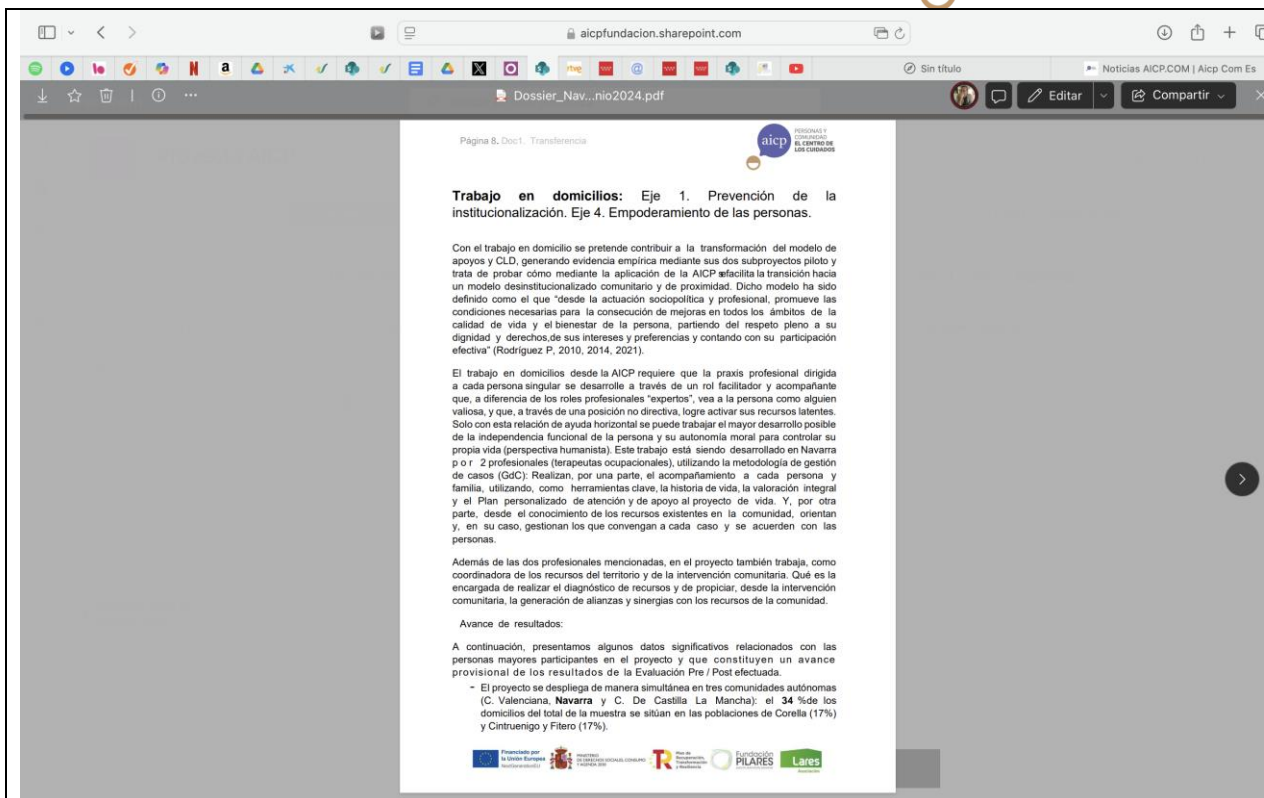 aicpfundacion.sharepoint.com
Sin título
Noticias AICP.COM | Aicp Com Es
Dossier_Nav...nio2024.pdf
Editar
Compartir
Página 8. Doc1. Transferencia
aicp
PERSONAS Y
COMUNIDAD
EL CENTRO DE
LOS CUIDADOS
Trabajo en domicilios: Eje 1. Prevención de la
institucionalización. Eje 4. Empoderamiento de las personas.
Con el trabajo en domicilio se pretende contribuir a la transformación del modelo de
apoyos y CLD, generando evidencia empírica mediante sus dos subproyectos piloto y
trata de probar cómo mediante la aplicación de la AICP se facilita la transición hacia
un modelo desinstitucionalizado comunitario y de proximidad. Dicho modelo ha sido
definido como el que “desde la actuación sociopolítica y profesional, promueve las
condiciones necesarias para la consecución de mejoras en todos los ámbitos de la
calidad de vida y el bienestar de la persona, partiendo del respeto pleno a su
dignidad y derechos,de sus intereses y preferencias y contando con su participación
efectiva” (Rodríguez P, 2010, 2014, 2021).
El trabajo en domicilios desde la AICP requiere que la praxis profesional dirigida
a cada persona singular se desarrolle a través de un rol facilitador y acompañante
que, a diferencia de los roles profesionales “expertos”, vea a la persona como alguien
valiosa, y que, a través de una posición no directiva, logre activar sus recursos latentes.
Solo con esta relación de ayuda horizontal se puede trabajar el mayor desarrollo posible
de la independencia funcional de la persona y su autonomía moral para controlar su
propia vida (perspectiva humanista). Este trabajo está siendo desarrollado en Navarra
p o r 2 profesionales (terapeutas ocupacionales), utilizando la metodología de gestión
de casos (GdC): Realizan, por una parte, el acompañamiento a cada persona y
familia, utilizando, como herramientas clave, la historia de vida, la valoración integral
y el Plan personalizado de atención y de apoyo al proyecto de vida. Y, por otra
parte, desde el conocimiento de los recursos existentes en la comunidad, orientan
y, en su caso, gestionan los que convengan a cada caso y se acuerden con las
personas.
Además de las dos profesionales mencionadas, en el proyecto también trabaja, como
coordinadora de los recursos del territorio y de la intervención comunitaria. Qué es la
encargada de realizar el diagnóstico de recursos y de propiciar, desde la intervención
comunitaria, la generación de alianzas y sinergias con los recursos de la comunidad.
Avance de resultados:
A continuación, presentamos algunos datos significativos relacionados con las
personas mayores participantes en el proyecto y que constituyen un avance
provisional de los resultados de la Evaluación Pre / Post efectuada.
- El proyecto se despliega de manera simultánea en tres comunidades autónomas
(C. Valenciana, Navarra y C. De Castilla La Mancha): el 34 %de los
domicilios del total de la muestra se sitúan en las poblaciones de Corella (17%)
y Cintruenigo y Fitero (17%).
Financiado por
la Unión Europea
NextGenerationEU
MINISTERIO
DE DERECHOS SOCIALES, CONSUMO
Y AGENDA 2030
Plan de
Recuperación,
Transformación
y Resiliencia
Fundación
PILARES
Lares
Asociación